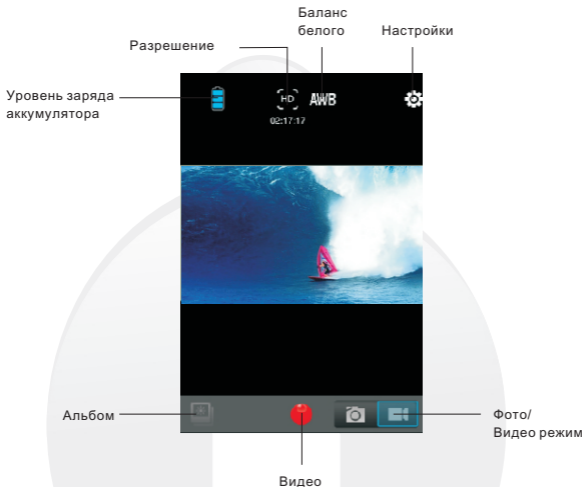 Баланс
белого
Разрешение
Настройки
Уровень заряда
аккумулятора
HD
AWB
02:17:17
Альбом
Фото/
Видео режим
Видео